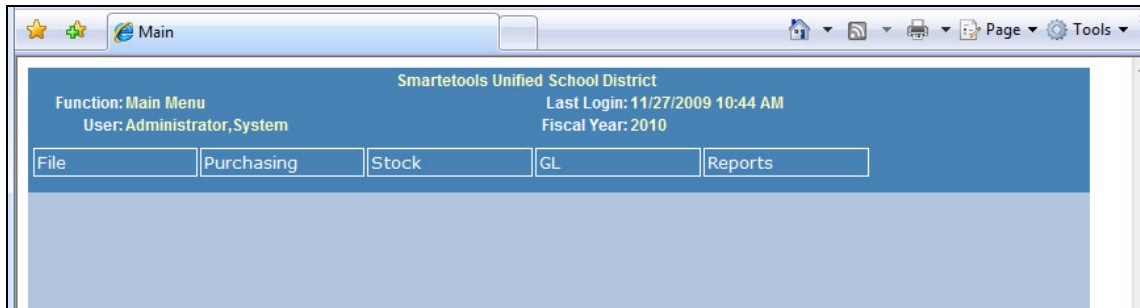 Main
Page
Tools
Smartetools Unified School District
Function: Main Menu
Last Login: 11/27/2009 10:44 AM
User: Administrator,System
Fiscal Year: 2010
File
Purchasing
Stock
GL
Reports